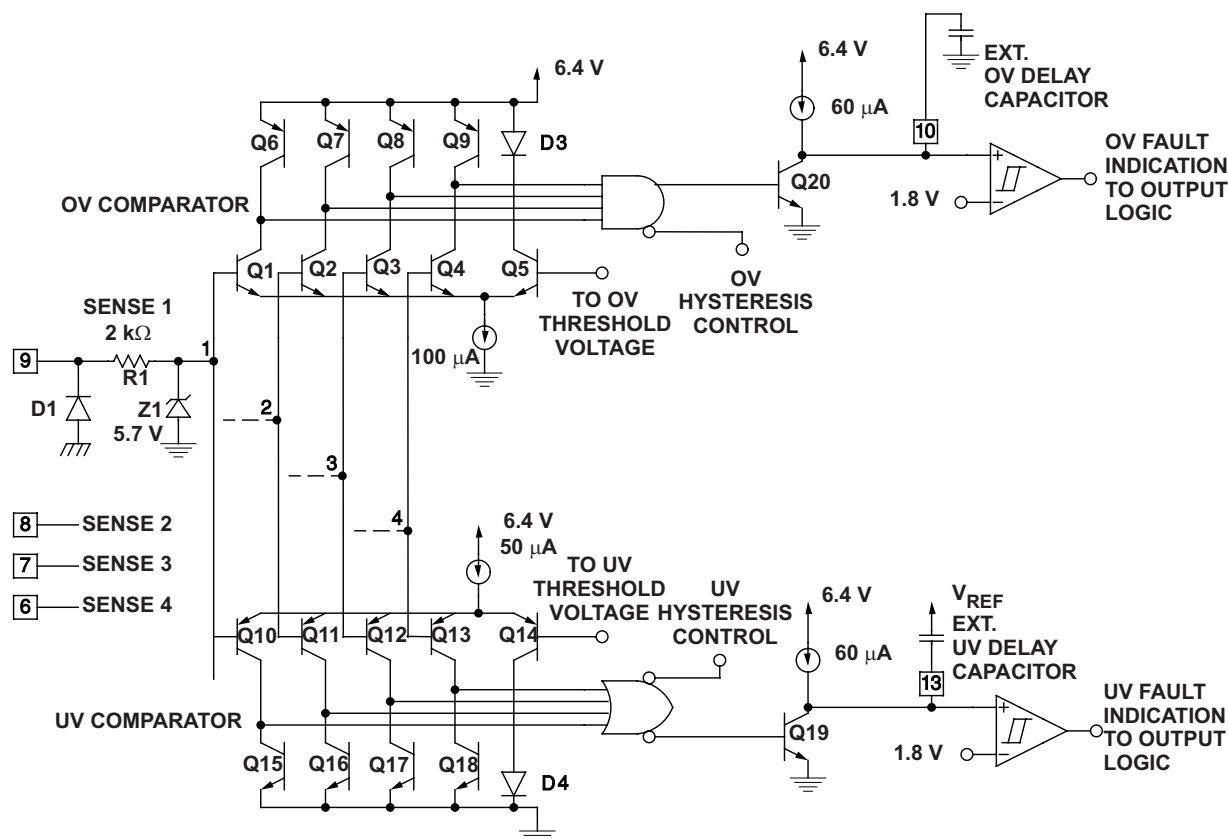 6.4 V
Q6
Q7
Q8
Q9
D3
OV COMPARATOR
Q1
Q2
Q3
Q4
Q5
TO OV
THRESHOLD
VOLTAGE
100 μA
OV
HYSTERESIS
CONTROL
6.4 V
60 μA
Q20
10
EXT.
OV DELAY
CAPACITOR
+
1.8 V
−
OV FAULT
INDICATION
TO OUTPUT
LOGIC
SENSE 1
2 kΩ
9
R1
1
D1
Z1
5.7 V
2
3
4
8
SENSE 2
7
SENSE 3
6
SENSE 4
6.4 V
50 μA
TO UV
THRESHOLD
VOLTAGE
UV
HYSTERESIS
CONTROL
Q10
Q11
Q12
Q13
Q14
UV COMPARATOR
Q15
Q16
Q17
Q18
D4
6.4 V
60 μA
Q19
VREF
EXT.
UV DELAY
CAPACITOR
13
+
1.8 V
−
UV FAULT
INDICATION
TO OUTPUT
LOGIC